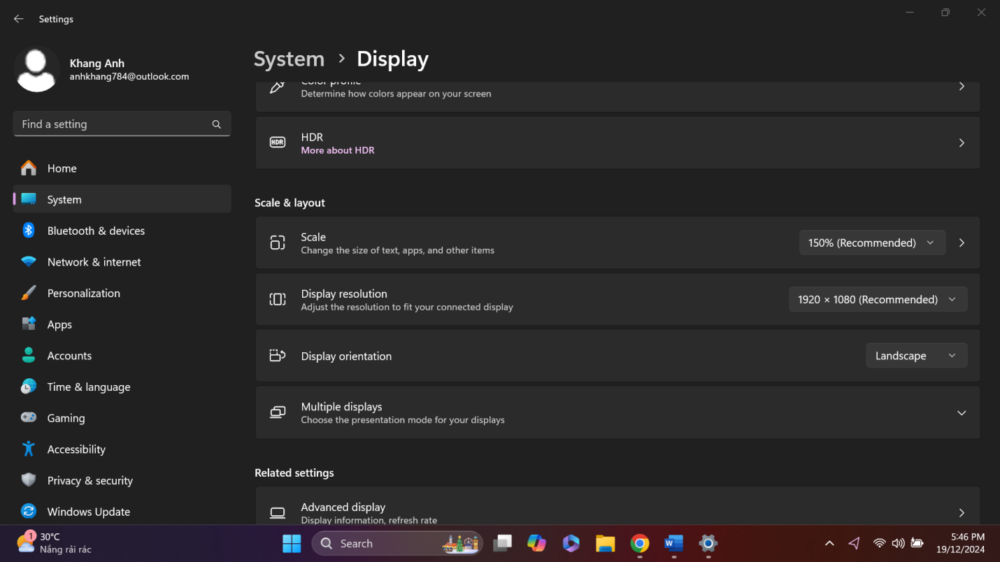 Settings
Khang Anh
anhkhang784@outlook.com
Find a setting
Home
System
Bluetooth & devices
Network & internet
Personalization
Apps
Accounts
Time & language
Gaming
Accessibility
Privacy & security
Windows Update
System > Display
Color profile
Determine how colors appear on your screen
HDR
HDR
More about HDR
Scale & layout
Scale
Change the size of text, apps, and other items
150% (Recommended)
Display resolution
Adjust the resolution to fit your connected display
1920 × 1080 (Recommended)
Display orientation
Landscape
Multiple displays
Choose the presentation mode for your displays
Related settings
Advanced display
Display information, refresh rate
1
30°C
Nắng rải rác
Search
W
5:46 PM
19/12/2024